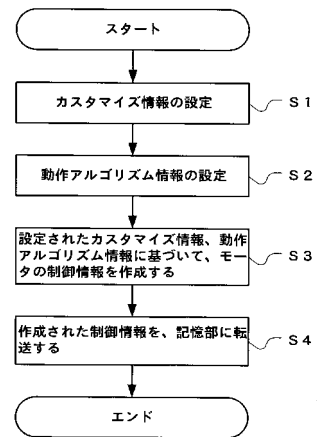 スタート
カスタマイズ情報の設定
S1
動作アルゴリズム情報の設定
S2
設定されたカスタマイズ情報、動作
アルゴリズム情報に基づいて、モー
タの制御情報を作成する
S3
作成された制御情報を、記憶部に転
送する
S4
エンド